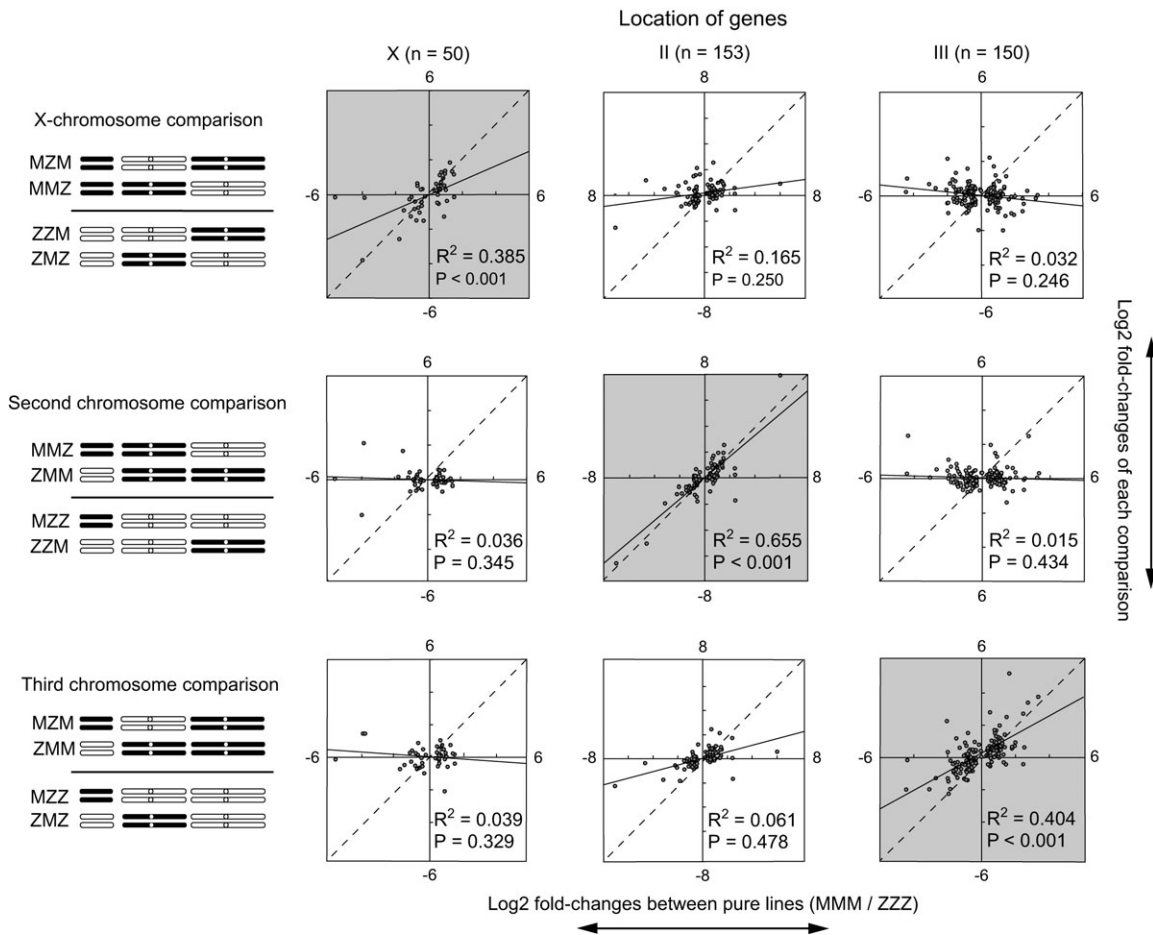 Location of genes
X (n = 50)
II (n = 153)
III (n = 150)
X-chromosome comparison
MZM
MMZ
ZZM
ZMZ
6
-6
6
-6
R² = 0.385
P < 0.001
8
8
8
-8
R² = 0.165
P = 0.250
6
-6
6
6
R² = 0.032
P = 0.246
Second chromosome comparison
MMZ
ZMM
MZZ
ZZM
6
-6
6
-6
R² = 0.036
P = 0.345
8
-8
8
-8
R² = 0.655
P < 0.001
6
-6
6
6
R² = 0.015
P = 0.434
Third chromosome comparison
MZM
ZMM
MZZ
ZMZ
6
-6
6
-6
R² = 0.039
P = 0.329
8
-8
8
-8
R² = 0.061
P = 0.478
6
-6
6
-6
R² = 0.404
P < 0.001
Log2 fold-changes of each comparison
Log2 fold-changes between pure lines (MMM / ZZZ)